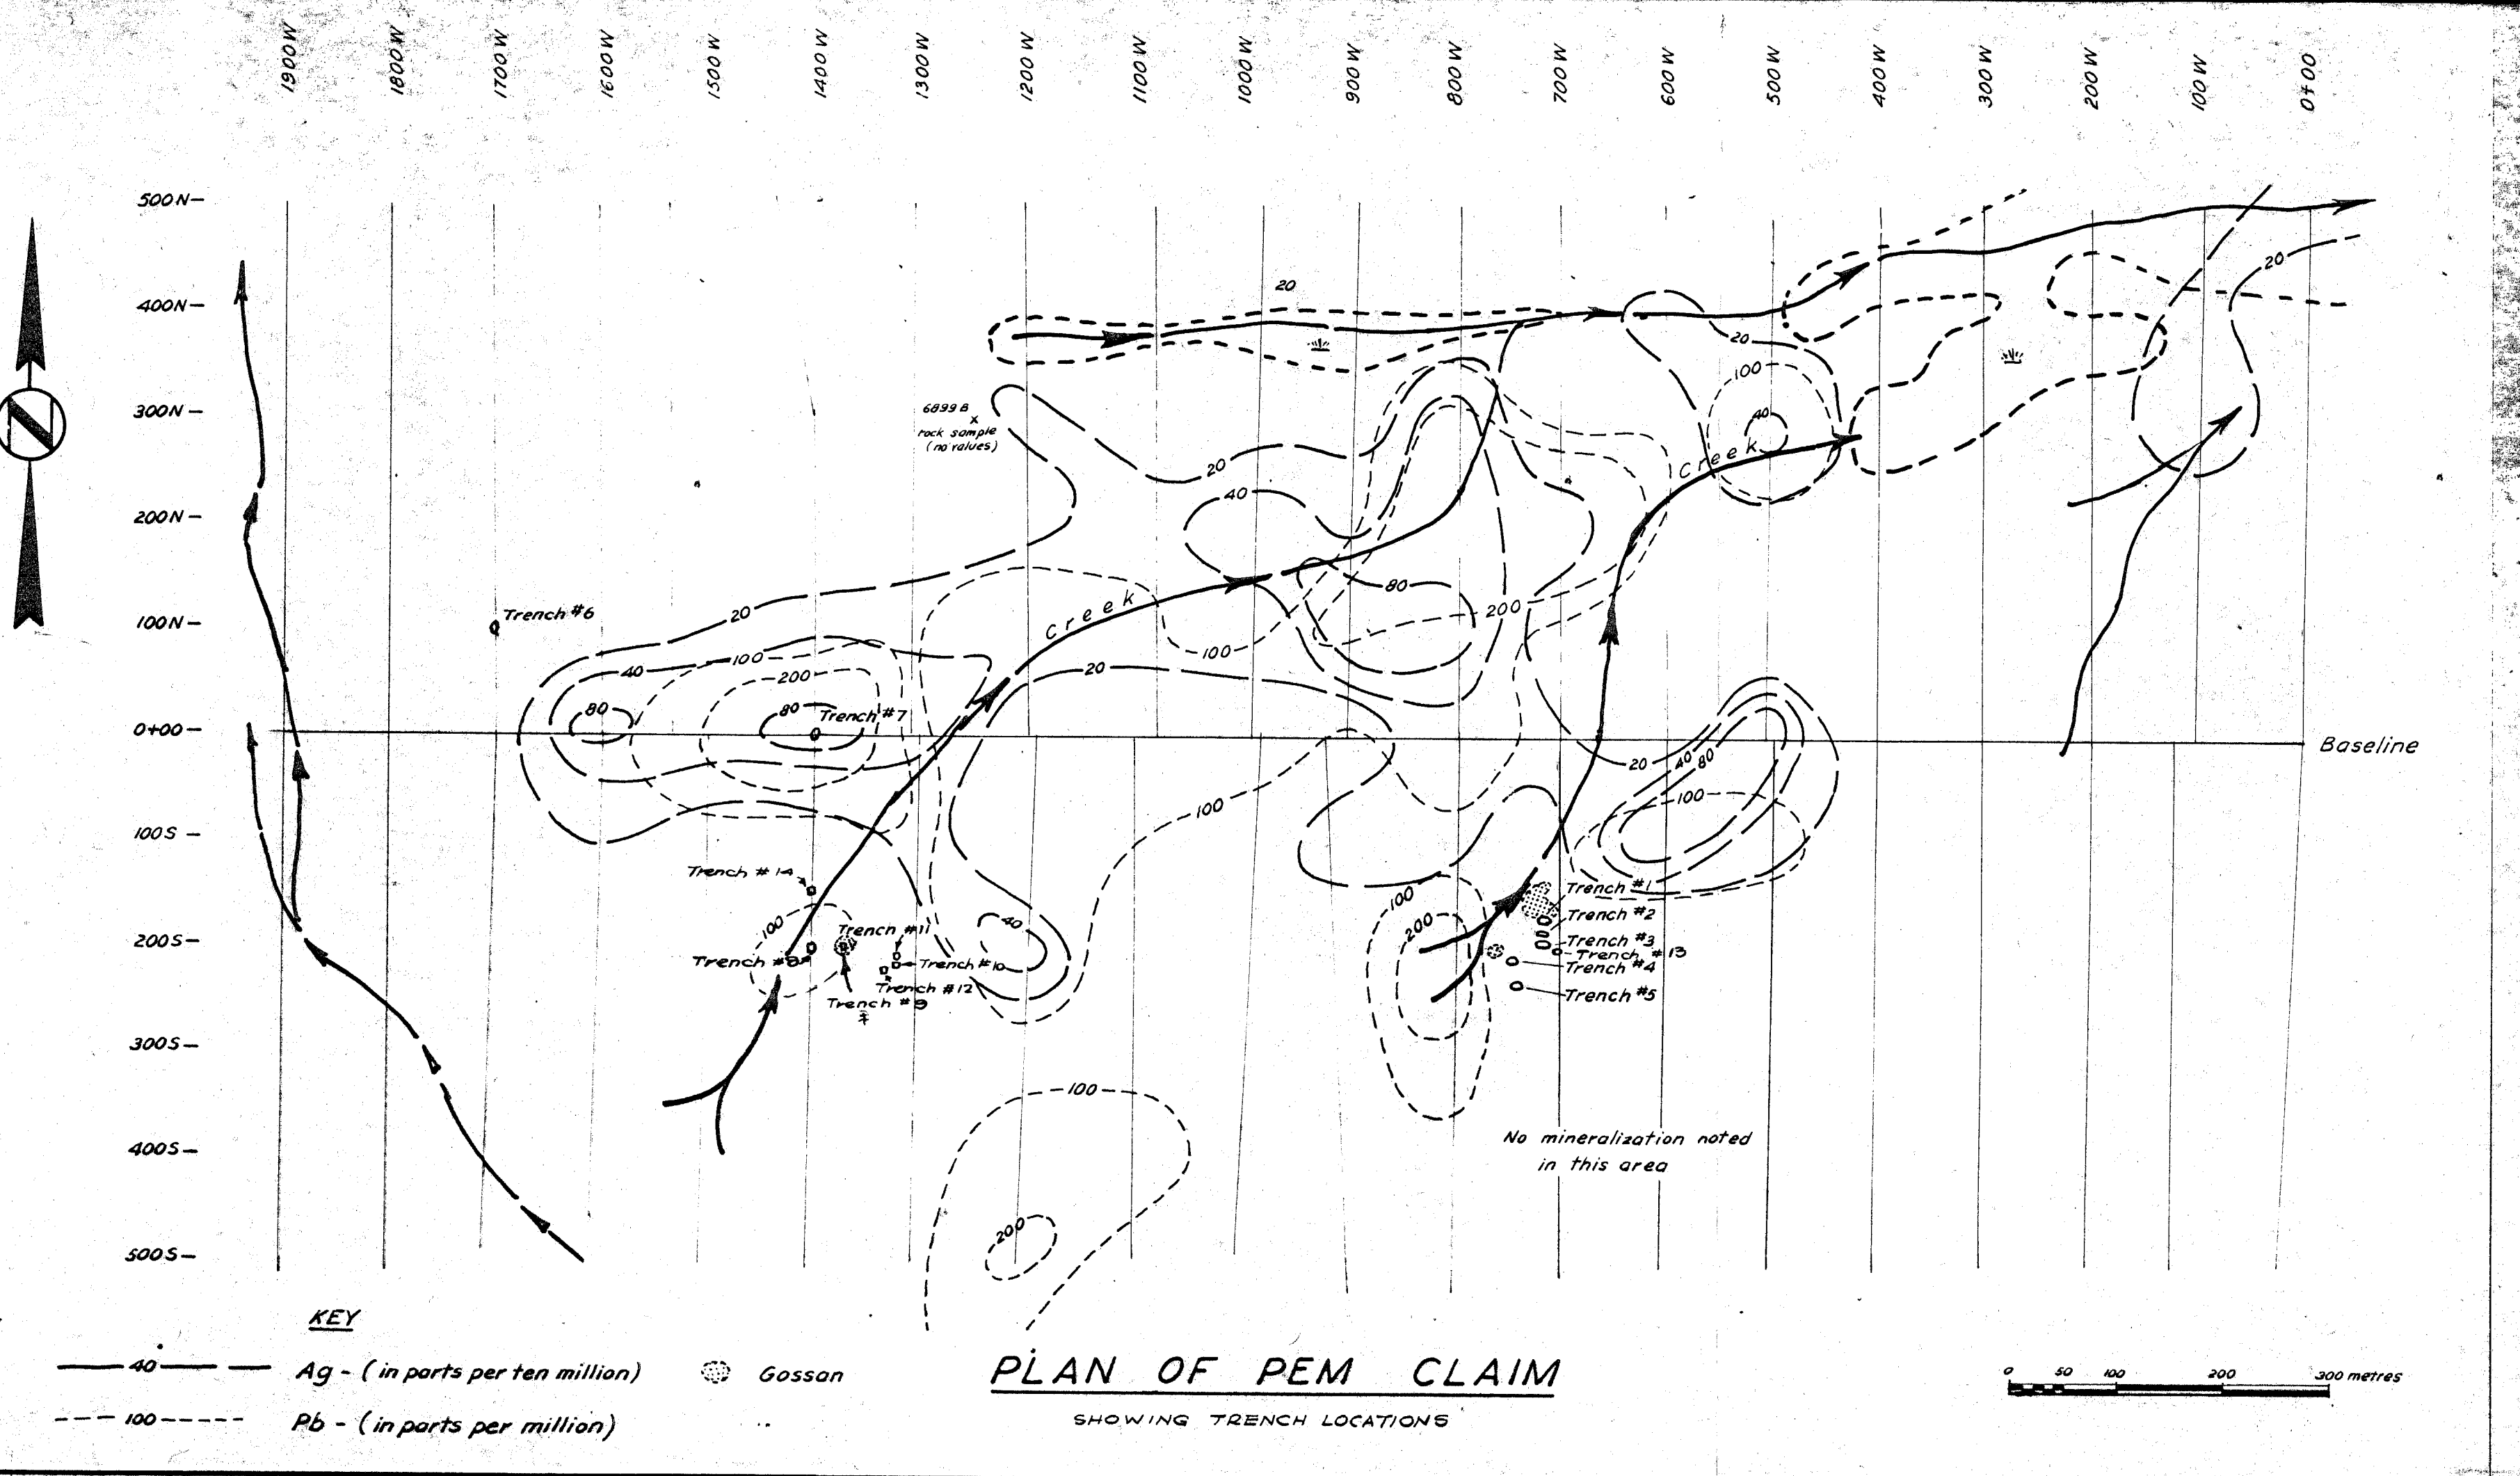 1900W
1800W
1700W
1600W
1500W
1400W
1300W
1200W
1100W
1000W
900W
800W
700W
600W
500W
400W
300W
200W
100W
0+00
500N
400N
300N
200N
100N
0+00
100S
200S
300S
400S
500S
N
20
20
20
100
40
6899B
x
rock sample
(no values)
20
40
Creek
Creek
80
200
100
20
Trench #6
20
40
100
200
80
80
Trench #7
Baseline
20
40
80
100
100
Trench #14
100
Trench #11
Trench #8
Trench #10
Trench #12
Trench #9
40
100
200
Trench #1
Trench #2
Trench #3
Trench #13
Trench #4
Trench #5
100
200
No mineralization noted
in this area
KEY
40 Ag - (in parts per ten million)
100 Pb - (in parts per million)
Gossan
PLAN OF PEM CLAIM
SHOWING TRENCH LOCATIONS
0 50 100 200 300 metres